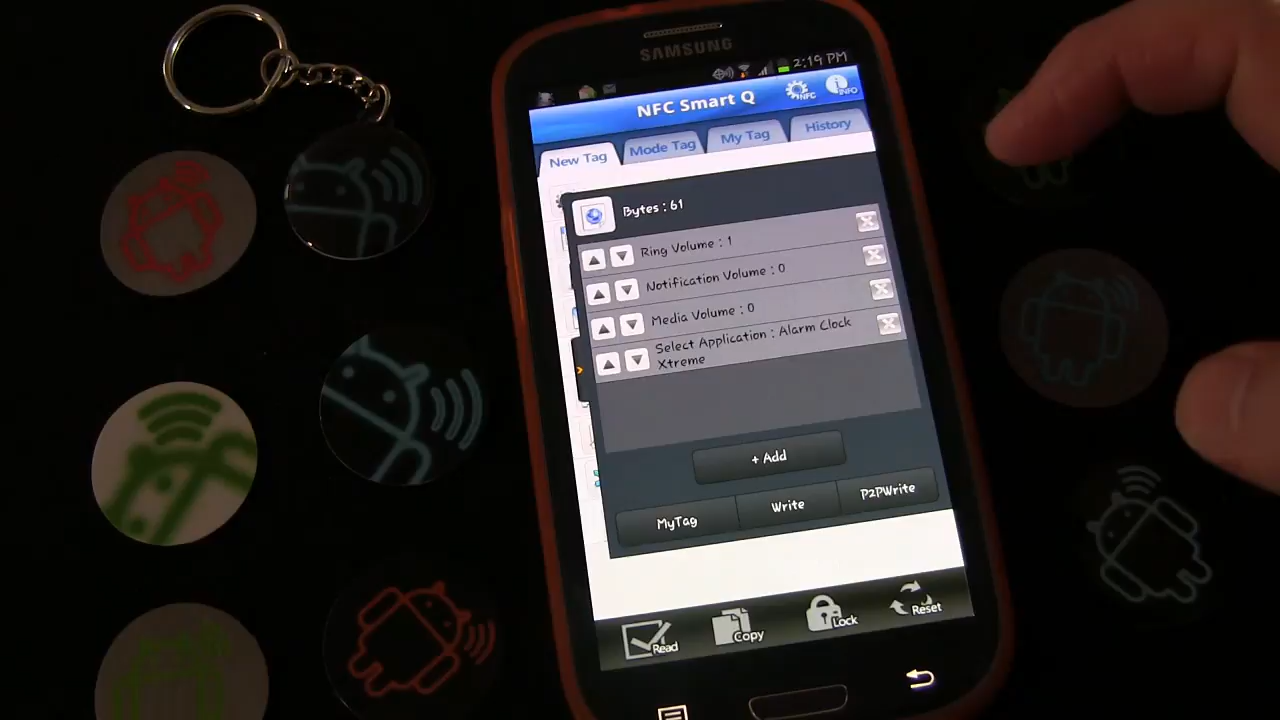 SAMSUNG
2:19 PM
NFC Smart Q
NFC
INFO
New Tag
Mode Tag
My Tag
History
Bytes : 61
Ring Volume : 1
Notification Volume : 0
Media Volume : 0
Select Application : Alarm Clock
Xtreme
+ Add
MyTag
Write
P2PWrite
Read
Copy
Lock
Reset